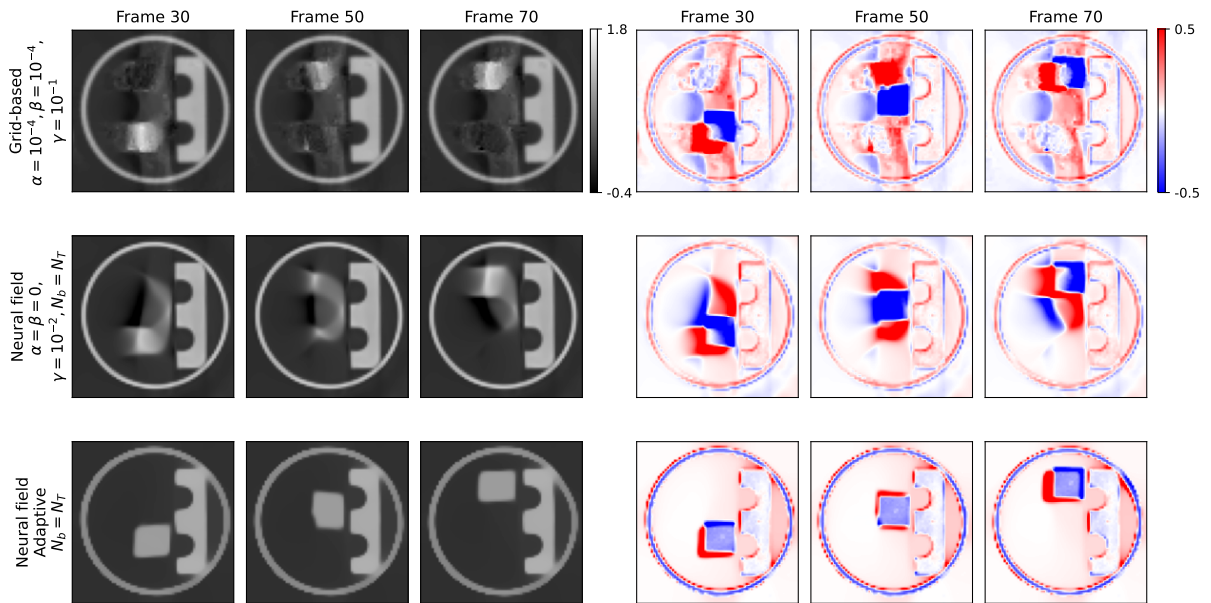 Frame 30 Frame 50 Frame 70 Frame 30 Frame 50 Frame 70
Grid-based
α = 10⁻⁴, β = 10⁻⁴,
γ = 10⁻¹
1.8
-0.4
0.5
-0.5
Neural field
α = β = 0,
γ = 10⁻², N_b = N_T
Neural field
Adaptive
N_b = N_T